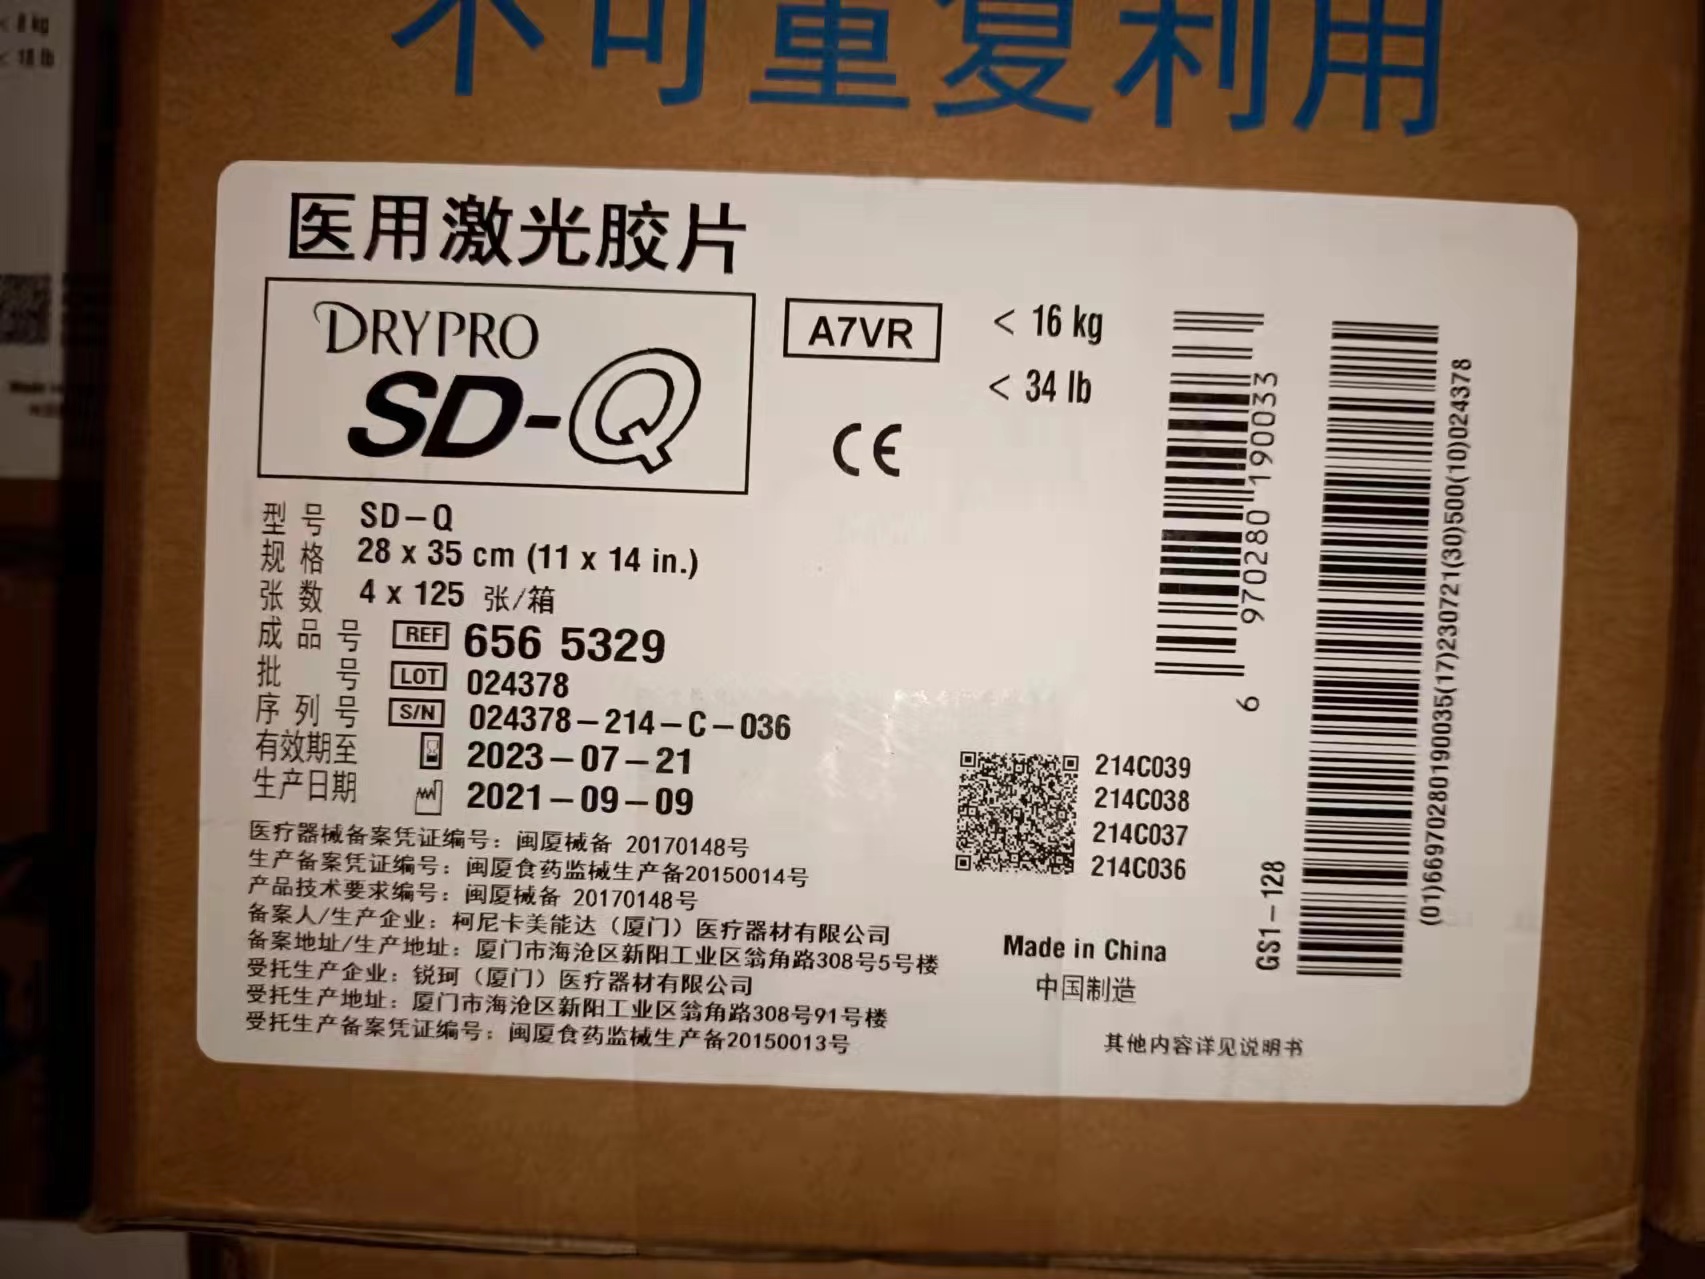 < 8 kg
< 18 lb
不可重复利用
医用激光胶片
DRYPRO
SD-Q
A7VR
< 16 kg
< 34 lb
CE
型号 SD-Q
规格 28 x 35 cm (11 x 14 in.)
张数 4 x 125 张/箱
成品号 REF 656 5329
批号 LOT 024378
序列号 S/N 024378-214-C-036
有效期至 2023-07-21
生产日期 2021-09-09
医疗器械备案凭证编号：闽厦械备 20170148号
生产备案凭证编号：闽厦食药监械生产备20150014号
产品技术要求编号：闽厦械备 20170148号
备案人/生产企业：柯尼卡美能达（厦门）医疗器材有限公司
备案地址/生产地址：厦门市海沧区新阳工业区翁角路308号5号楼
受托生产企业：锐珂（厦门）医疗器材有限公司
受托生产地址：厦门市海沧区新阳工业区翁角路308号91号楼
受托生产备案凭证编号：闽厦食药监械生产备20150013号
214C039
214C038
214C037
214C036
Made in China
中国制造
其他内容详见说明书
6 970280 190033
GS1-128
(01)66970280190035(17)230721(30)500(10)024378